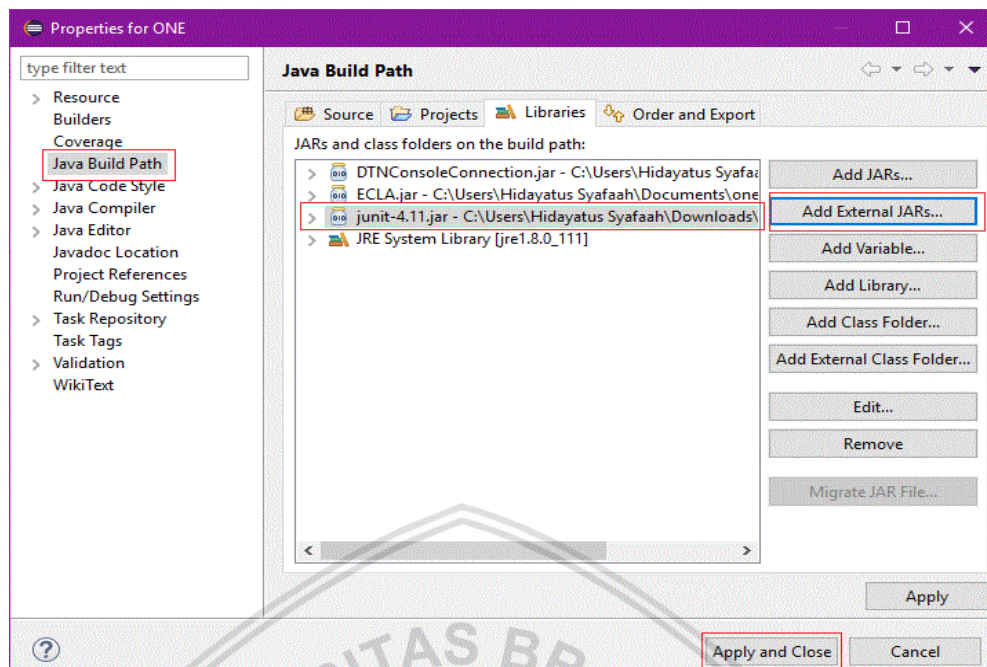 Properties for ONE
type filter text
Resource
Builders
Coverage
Java Build Path
Java Code Style
Java Compiler
Java Editor
Javadoc Location
Project References
Run/Debug Settings
Task Repository
Task Tags
Validation
WikiText
Java Build Path
Source Projects Libraries Order and Export
JARs and class folders on the build path:
DTNConsoleConnection.jar - C:\Users\Hidayatus Syafaa
ECLA.jar - C:\Users\Hidayatus Syafaah\Documents\one
junit-4.11.jar - C:\Users\Hidayatus Syafaah\Downloads\
JRE System Library [jre1.8.0_111]
Add JARs...
Add External JARs...
Add Variable...
Add Library...
Add Class Folder...
Add External Class Folder...
Edit...
Remove
Migrate JAR File...
Apply
Apply and Close Cancel
ITAS BR